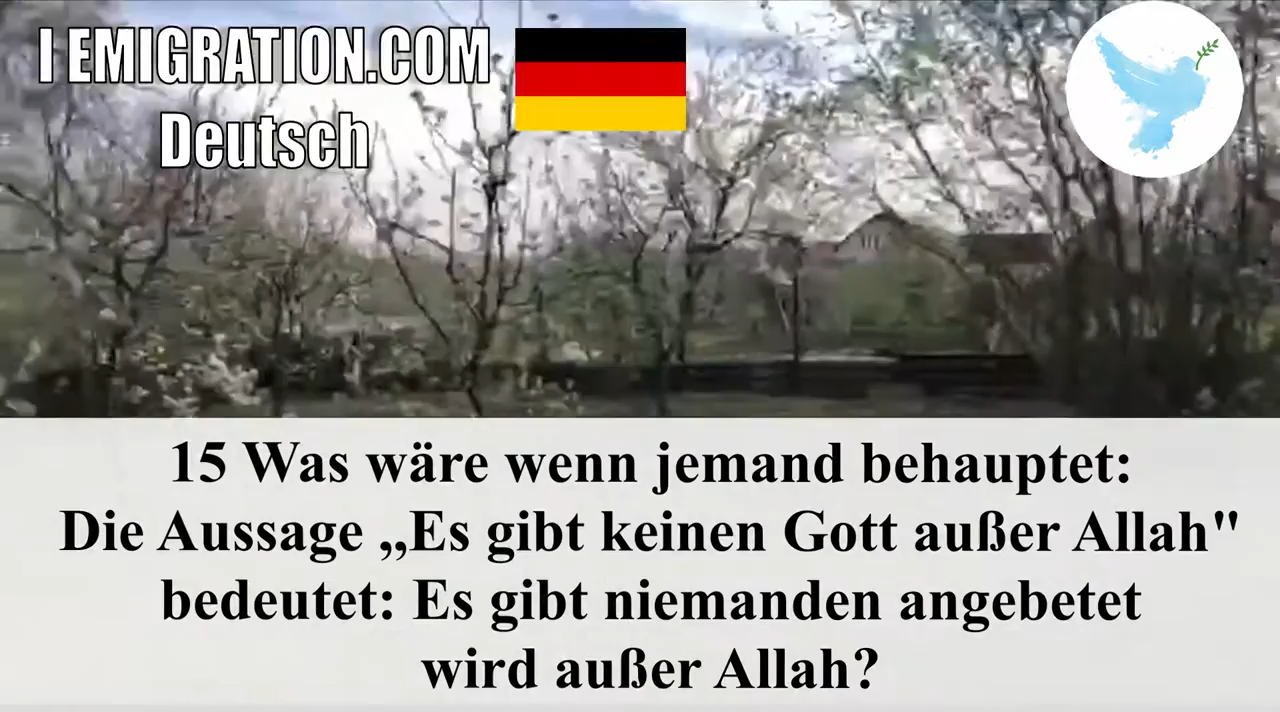 I EMIGRATION.COM
Deutsch
15 Was wäre wenn jemand behauptet:
Die Aussage „Es gibt keinen Gott außer Allah"
bedeutet: Es gibt niemanden angebetet
wird außer Allah?